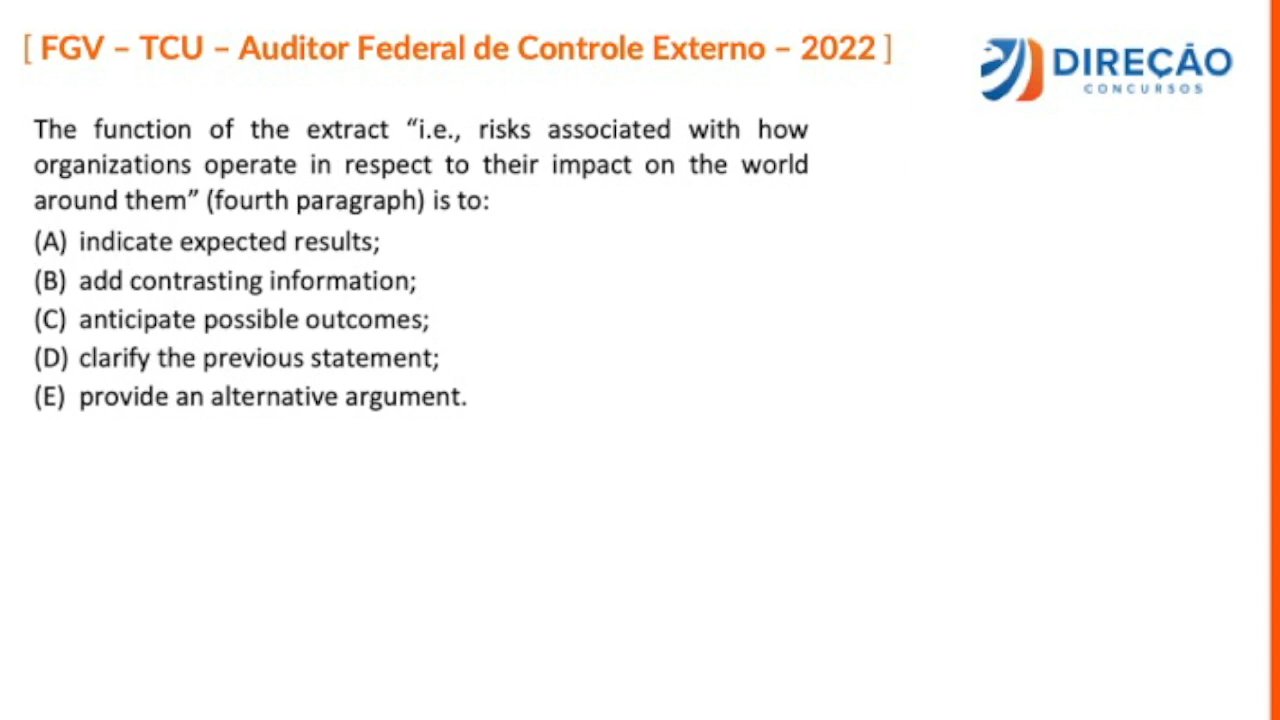 [ FGV – TCU – Auditor Federal de Controle Externo – 2022 ]
DIREÇÃO
CONCURSOS
The function of the extract “i.e., risks associated with how
organizations operate in respect to their impact on the world
around them” (fourth paragraph) is to:
(A) indicate expected results;
(B) add contrasting information;
(C) anticipate possible outcomes;
(D) clarify the previous statement;
(E) provide an alternative argument.